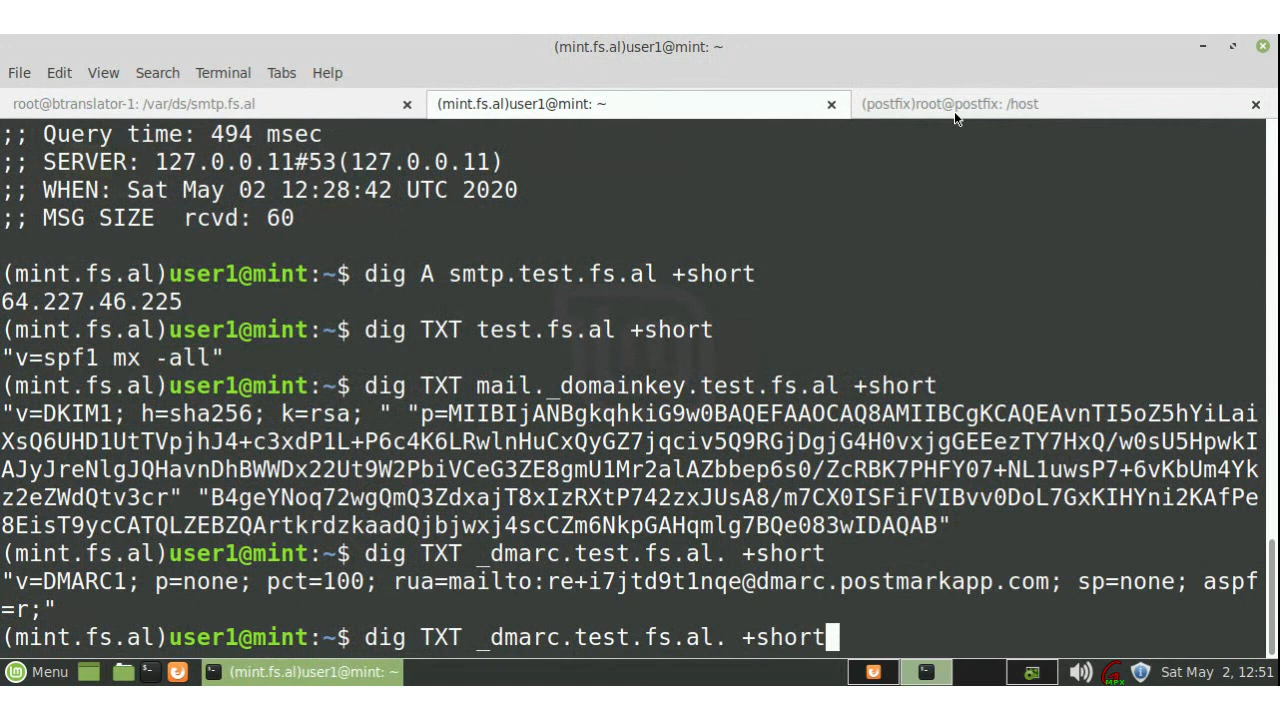 (mint.fs.al)user1@mint: ~
File Edit View Search Terminal Tabs Help
root@btranslator-1: /var/ds/smtp.fs.al (mint.fs.al)user1@mint: ~ (postfix)root@postfix: /host
;; Query time: 494 msec
;; SERVER: 127.0.0.11#53(127.0.0.11)
;; WHEN: Sat May 02 12:28:42 UTC 2020
;; MSG SIZE  rcvd: 60
(mint.fs.al)user1@mint:~$ dig A smtp.test.fs.al +short
64.227.46.225
(mint.fs.al)user1@mint:~$ dig TXT test.fs.al +short
"v=spf1 mx -all"
(mint.fs.al)user1@mint:~$ dig TXT mail._domainkey.test.fs.al +short
"v=DKIM1; h=sha256; k=rsa; " "p=MIIBIjANBgkqhkiG9w0BAQEFAAOCAQ8AMIIBCgKCAQEAvnTI5oZ5hYiLai
XsQ6UHD1UtTVpjhJ4+c3xdP1L+P6c4K6LRwlnHuCxQyGZ7jqciv5Q9RGjDgjG4H0vxjgGEEezTY7HxQ/w0sU5HpwkI
AJyJreNlgJQHavnDhBWWDx22Ut9W2PbiVCeG3ZE8gmU1Mr2alAZbbep6s0/ZcRBK7PHFY07+NL1uwsP7+6vKbUm4Yk
z2eZWdQtv3cr" "B4geYNoq72wgQmQ3ZdxajT8xIzRXtP742zxJUsA8/m7CX0ISFiFVIBvv0DoL7GxKIHYni2KAfPe
8EisT9ycCATQLZEBZQArtkrdzkaadQjbjwxj4scCZm6NkpGAHqmlg7BQe083wIDAQAB"
(mint.fs.al)user1@mint:~$ dig TXT _dmarc.test.fs.al. +short
"v=DMARC1; p=none; pct=100; rua=mailto:re+i7jtd9t1nqe@dmarc.postmarkapp.com; sp=none; aspf
=r;"
(mint.fs.al)user1@mint:~$ dig TXT _dmarc.test.fs.al. +short
Menu (mint.fs.al)user1@mint: ~ MPX Sat May 2, 12:51